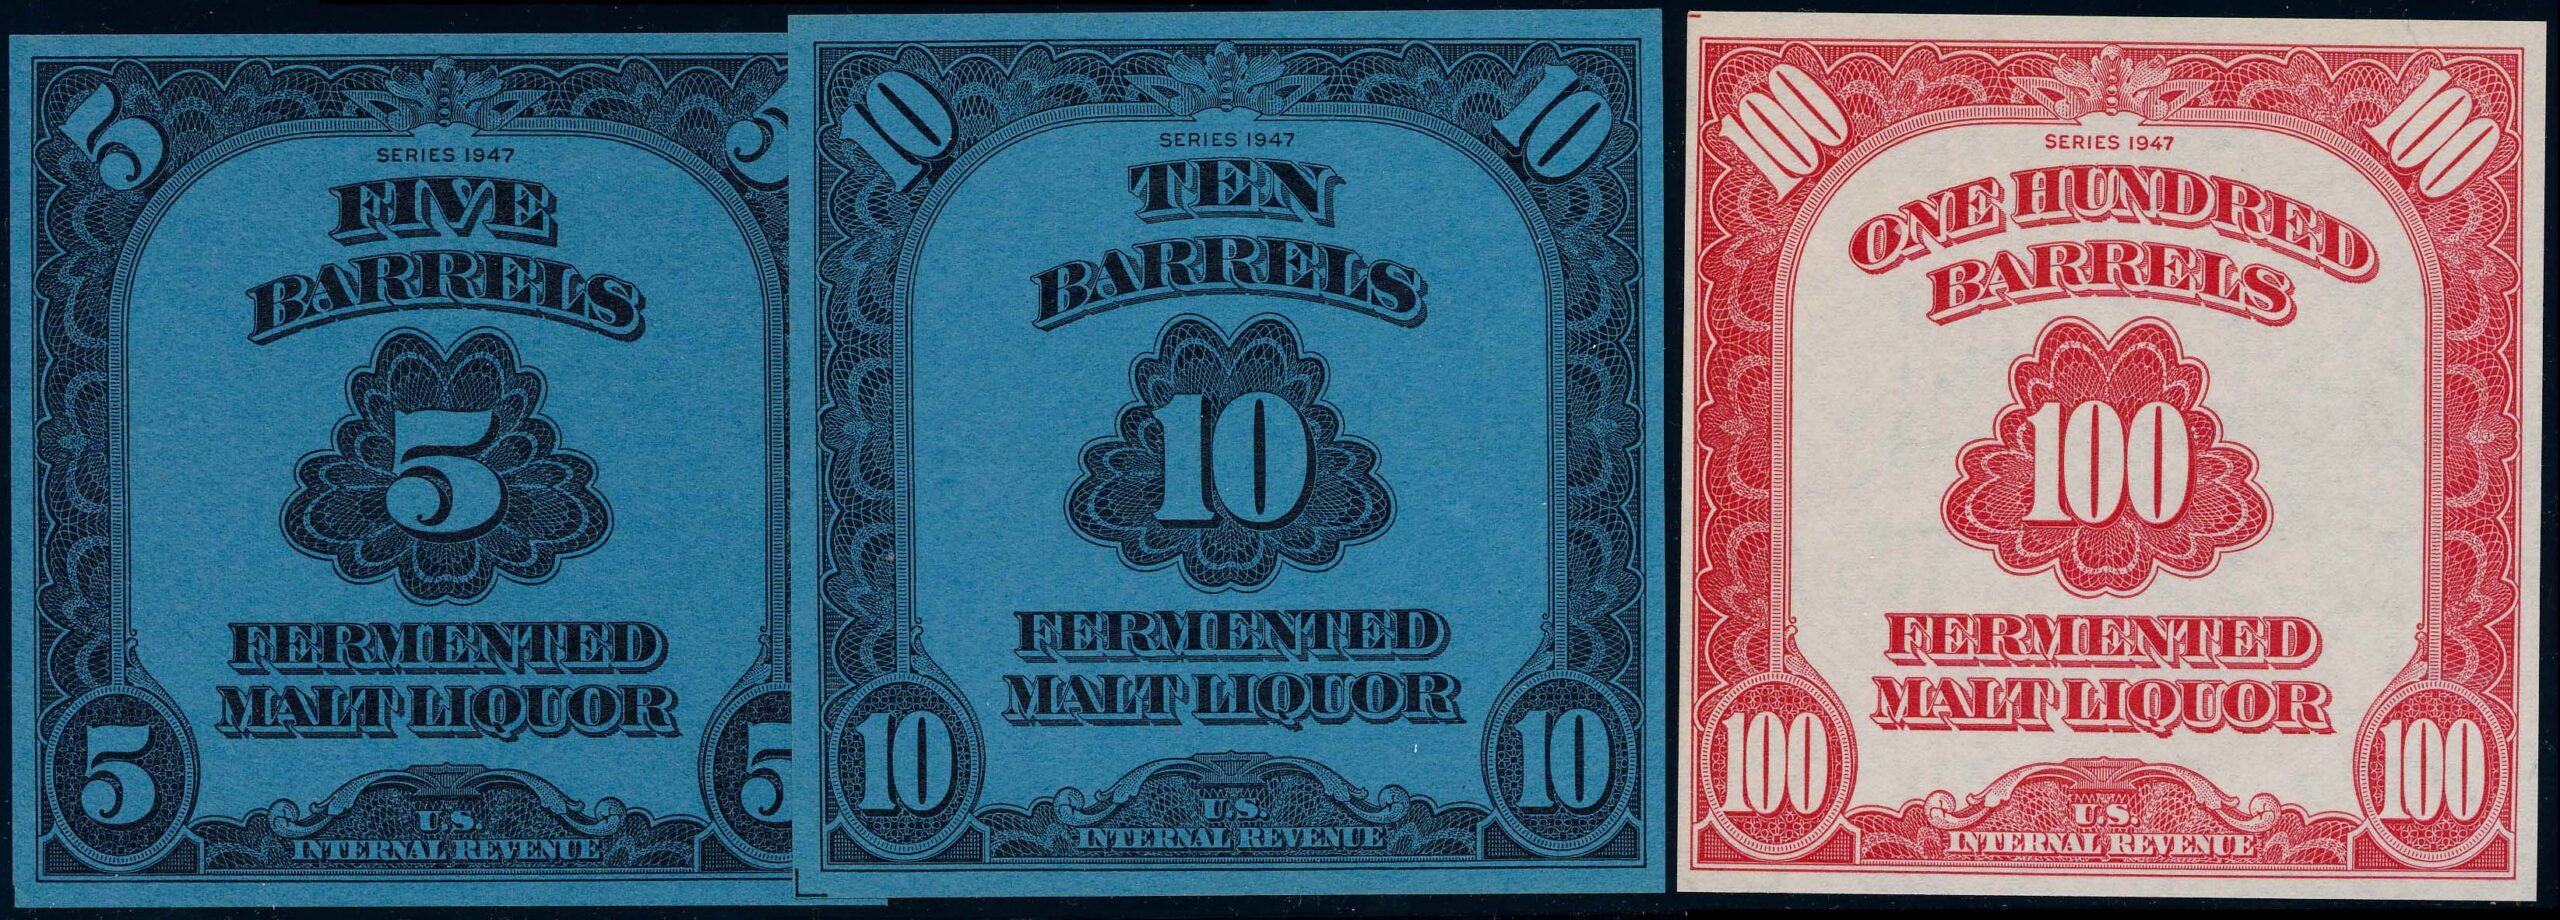 5 5
SERIES 1947
FIVE
BARRELS
5
FERMENTED
MALT LIQUOR
5 5
U.S.
INTERNAL REVENUE
10 10
SERIES 1947
TEN
BARRELS
10
FERMENTED
MALT LIQUOR
10 10
U.S.
INTERNAL REVENUE
100 100
SERIES 1947
ONE HUNDRED
BARRELS
100
FERMENTED
MALT LIQUOR
100 100
U.S.
INTERNAL REVENUE